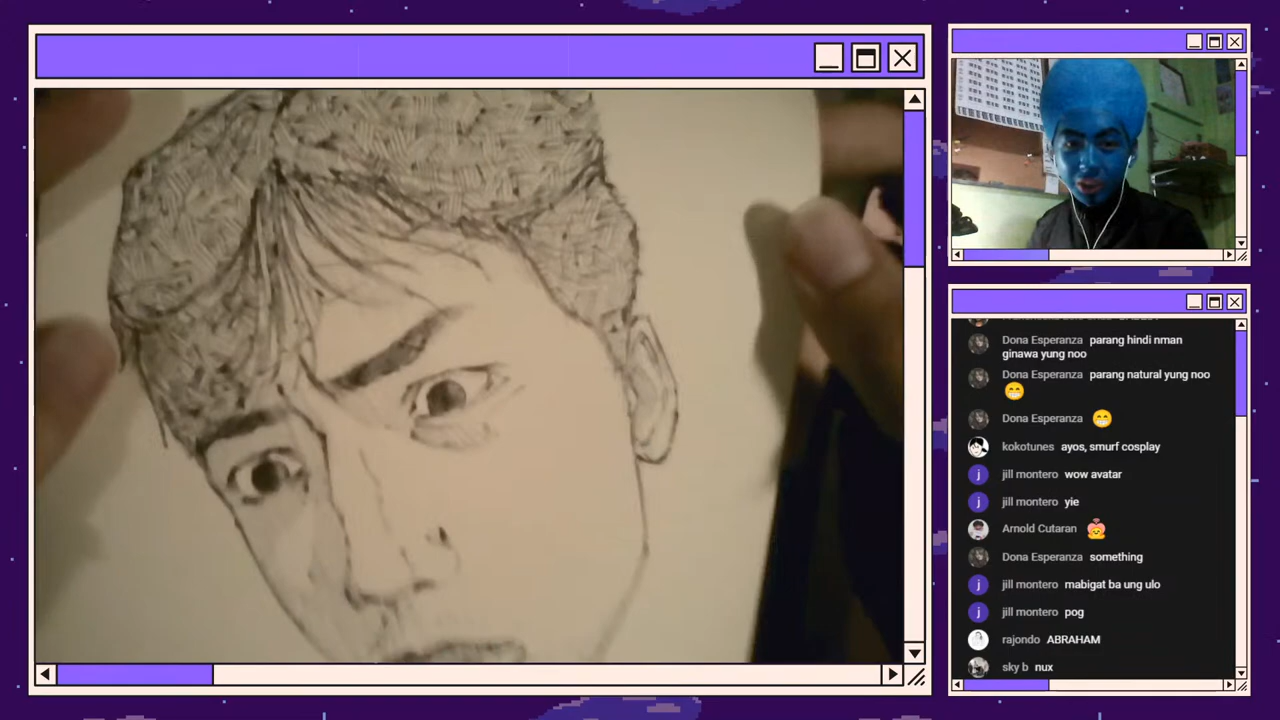 Dona Esperanza parang hindi nman
ginawa yung noo
Dona Esperanza parang natural yung noo
Dona Esperanza
kokotunes ayos, smurf cosplay
j jill montero wow avatar
j jill montero yie
Arnold Cutaran
Dona Esperanza something
j jill montero mabigat ba ung ulo
j jill montero pog
rajondo ABRAHAM
sky b nux